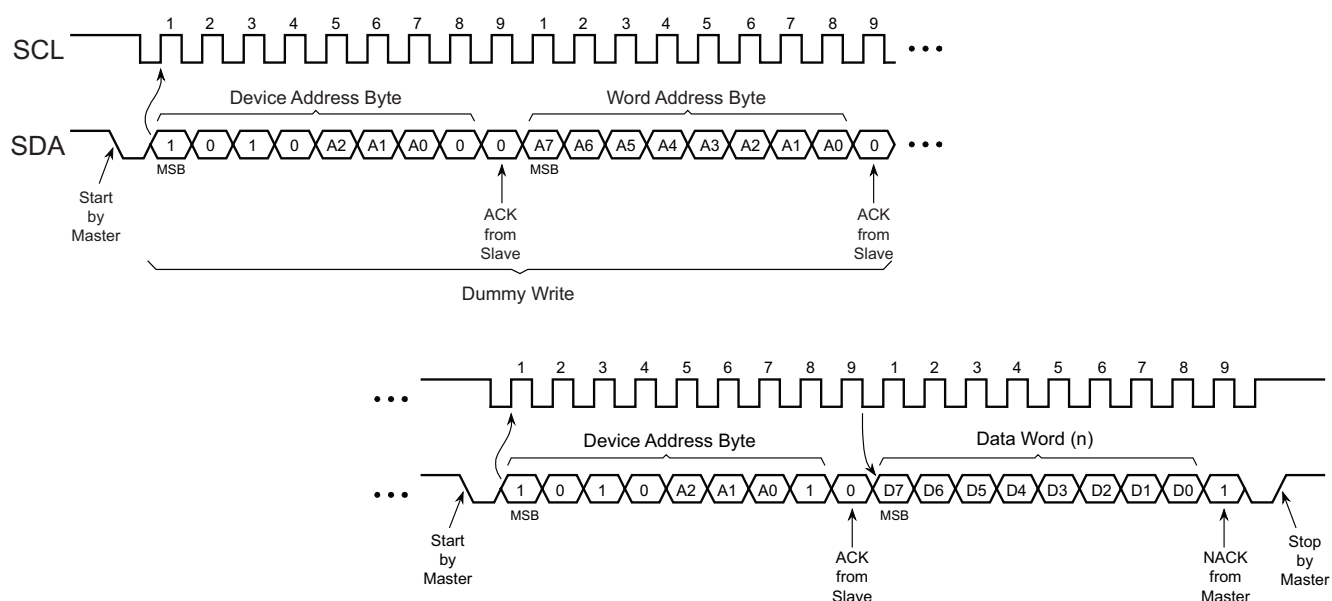 1 2 3 4 5 6 7 8 9 1 2 3 4 5 6 7 8 9
SCL
Device Address Byte Word Address Byte
SDA 1 0 1 0 A2 A1 A0 0 0 A7 A6 A5 A4 A3 A2 A1 A0 0
MSB MSB
Start by Master
ACK from Slave
ACK from Slave
Dummy Write
1 2 3 4 5 6 7 8 9 1 2 3 4 5 6 7 8 9
Device Address Byte Data Word (n)
1 0 1 0 A2 A1 A0 1 0 D7 D6 D5 D4 D3 D2 D1 D0 1
MSB MSB
Start by Master
ACK from Slave
NACK from Master
Stop by Master